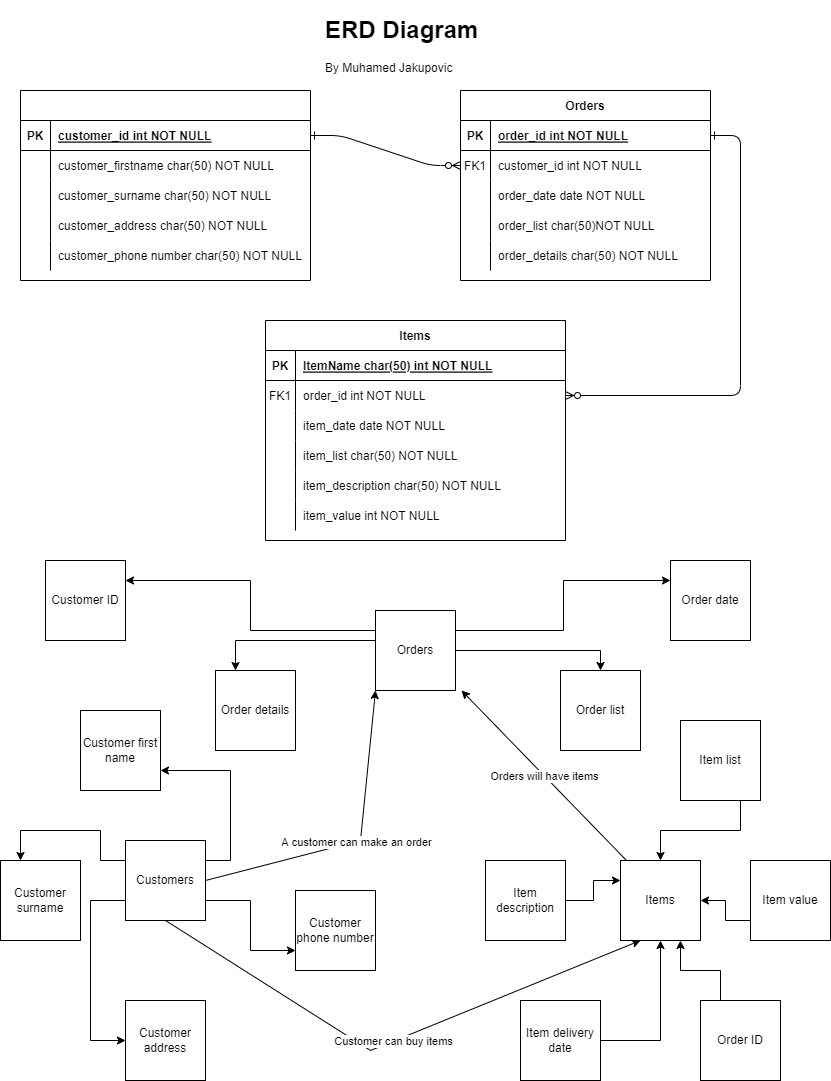 ERD Diagram
By Muhamed Jakupovic
PK customer_id int NOT NULL
customer_firstname char(50) NOT NULL
customer_surname char(50) NOT NULL
customer_address char(50) NOT NULL
customer_phone number char(50) NOT NULL
Orders
PK order_id int NOT NULL
FK1 customer_id int NOT NULL
order_date date NOT NULL
order_list char(50)NOT NULL
order_details char(50) NOT NULL
Items
PK ItemName char(50) int NOT NULL
FK1 order_id int NOT NULL
item_date date NOT NULL
item_list char(50) NOT NULL
item_description char(50) NOT NULL
item_value int NOT NULL
Customer ID
Orders
Order date
Order details
Order list
Customer first
name
Item list
Orders will have items
A customer can make an order
Customers
Customer
surname
Customer
phone number
Item
description
Items
Item value
Customer
address
Customer can buy items
Item delivery
date
Order ID